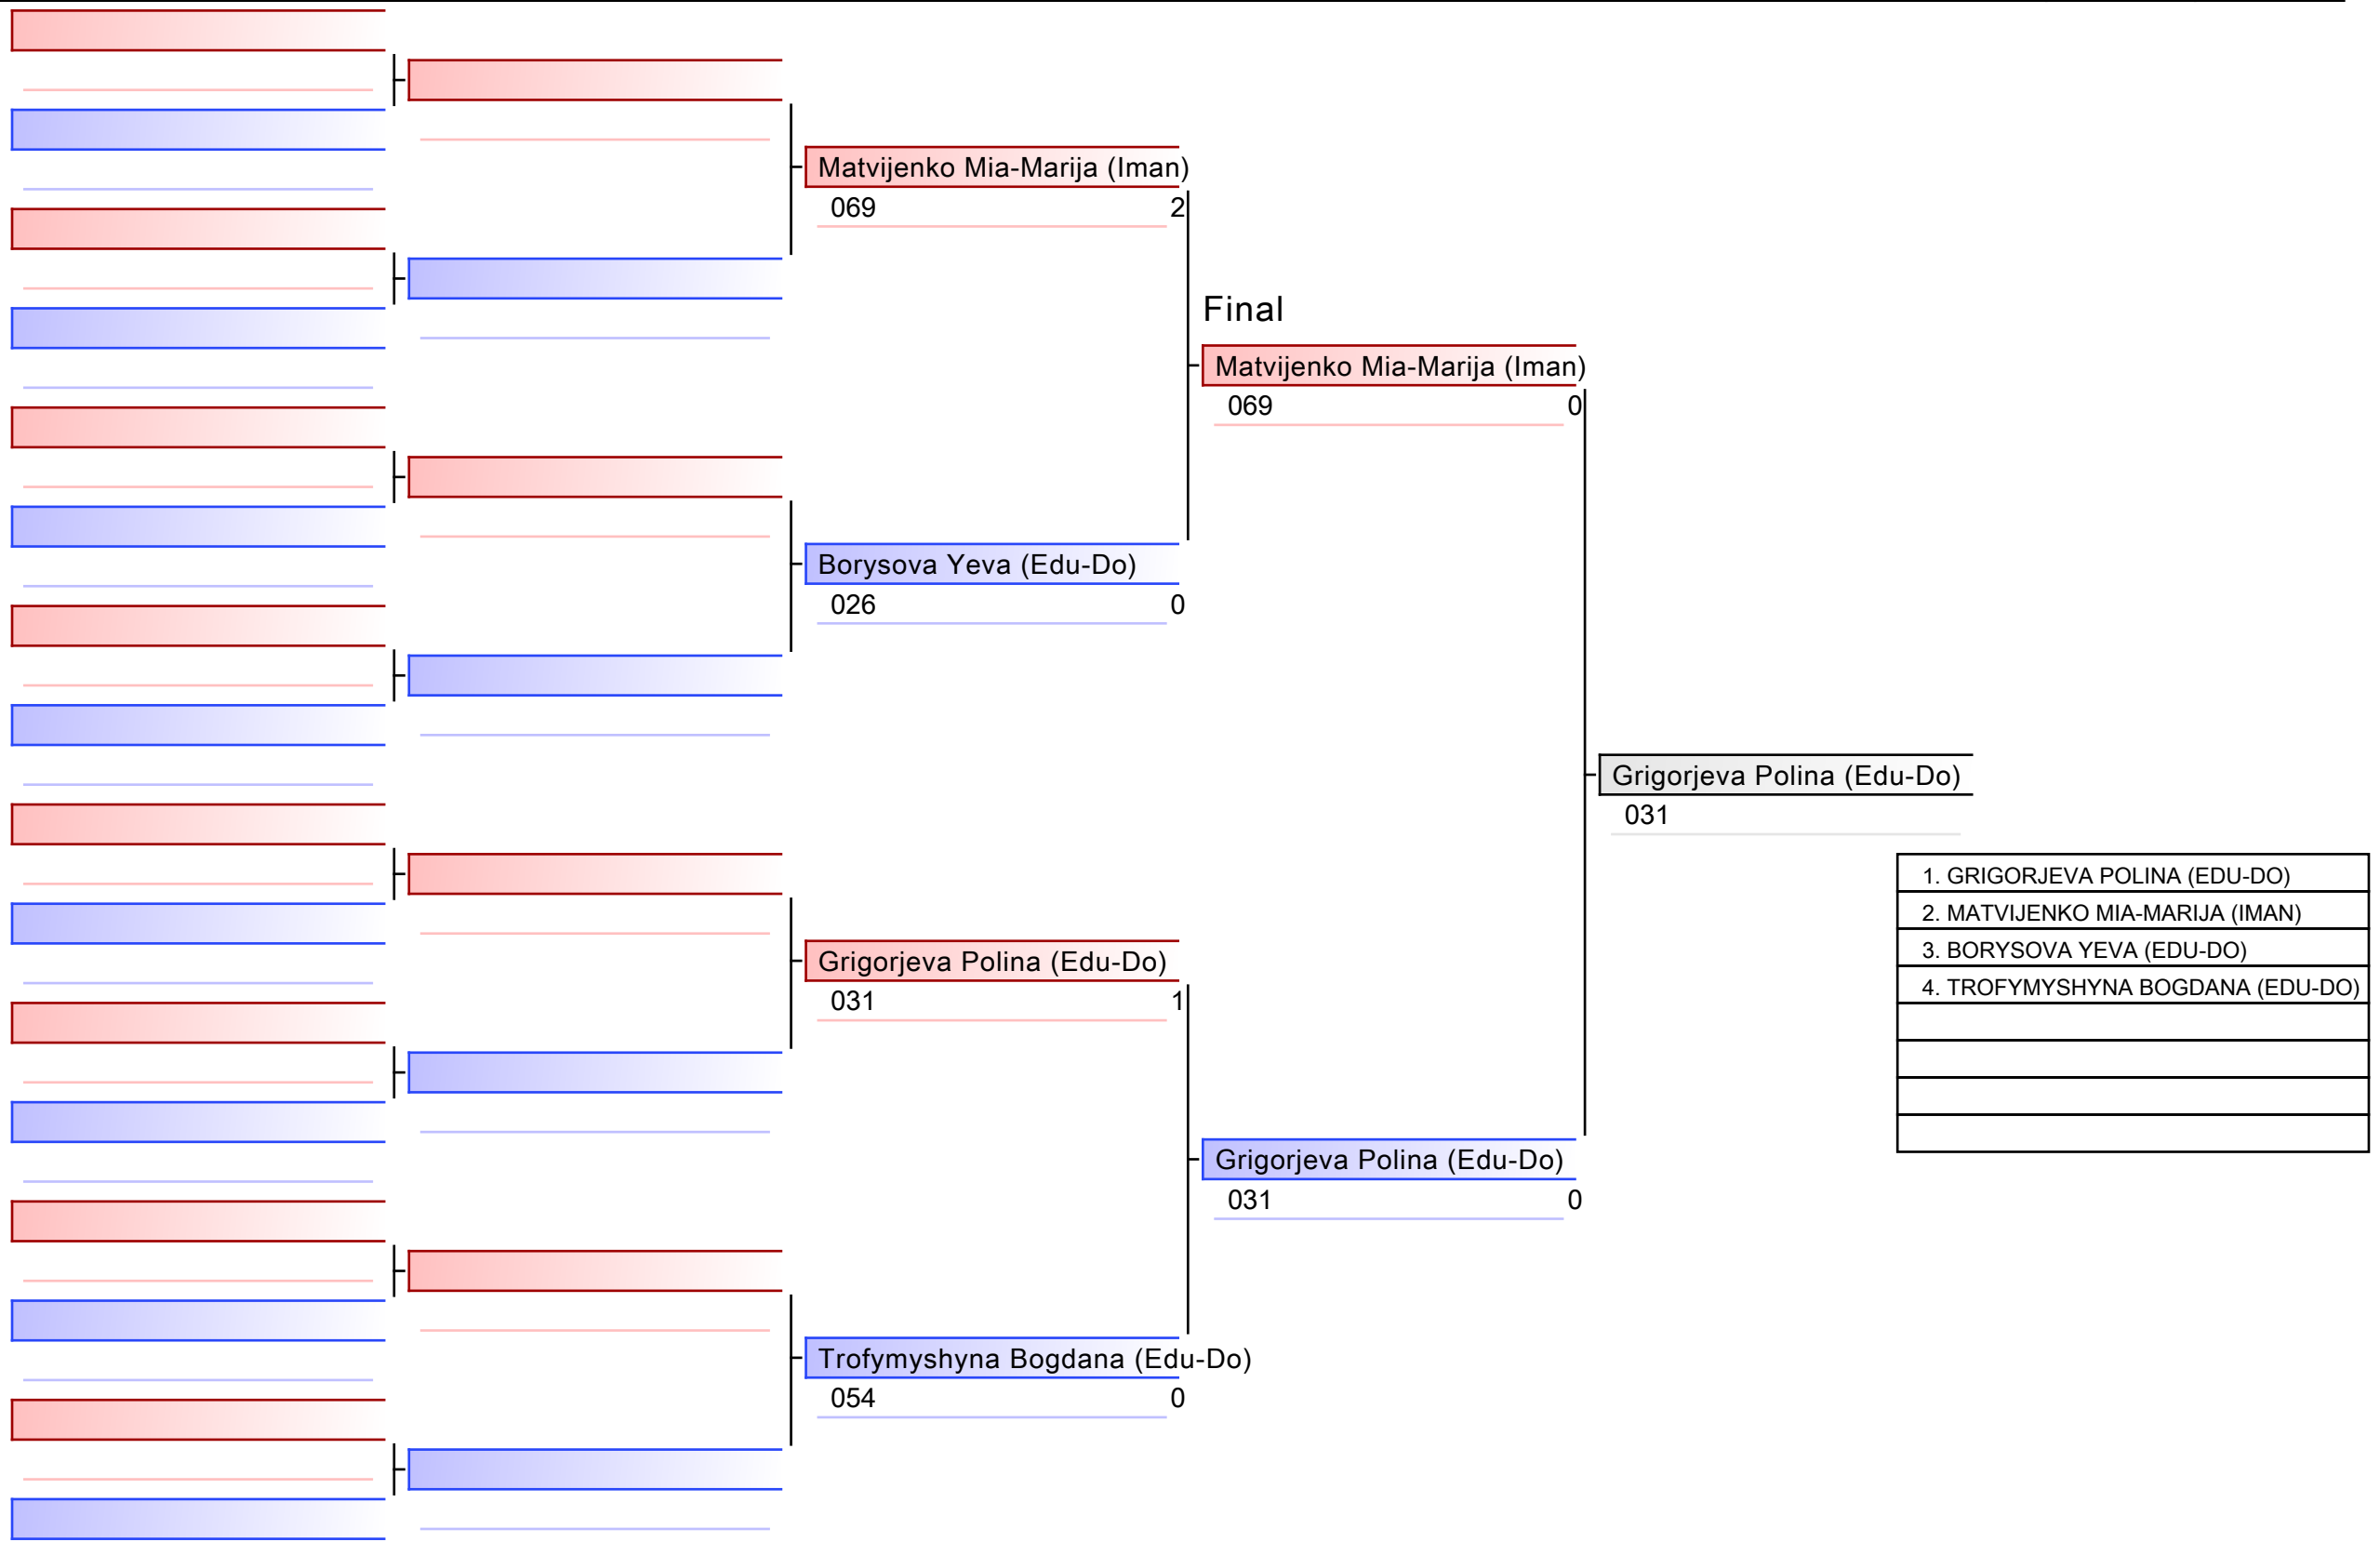 Matvijenko Mia-Marija (Iman)
069 2
Final
Matvijenko Mia-Marija (Iman)
069 0
Borysova Yeva (Edu-Do)
026 0
Grigorjeva Polina (Edu-Do)
031
1. GRIGORJEVA POLINA (EDU-DO)
2. MATVIJENKO MIA-MARIJA (IMAN)
3. BORYSOVA YEVA (EDU-DO)
4. TROFYMYSHYNA BOGDANA (EDU-DO)
Grigorjeva Polina (Edu-Do)
031 1
Grigorjeva Polina (Edu-Do)
031 0
Trofymyshyna Bogdana (Edu-Do)
054 0